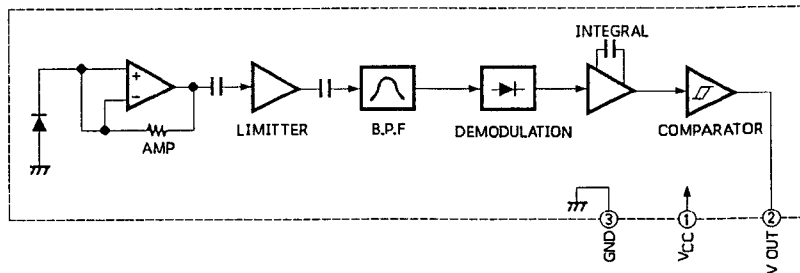 INTEGRAL
+
−
AMP
LIMITTER
B.P.F
DEMODULATION
COMPARATOR
3
1
2
GND
VCC
V OUT